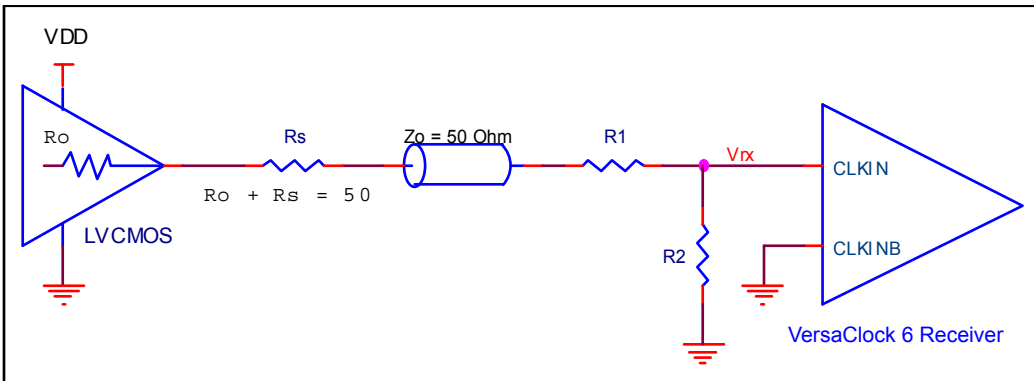 VDD
Ro
Rs
Zo = 50 Ohm
R1
Vrx
CLKIN
Ro + Rs = 50
LVCMOS
R2
CLKINB
VersaClock 6 Receiver